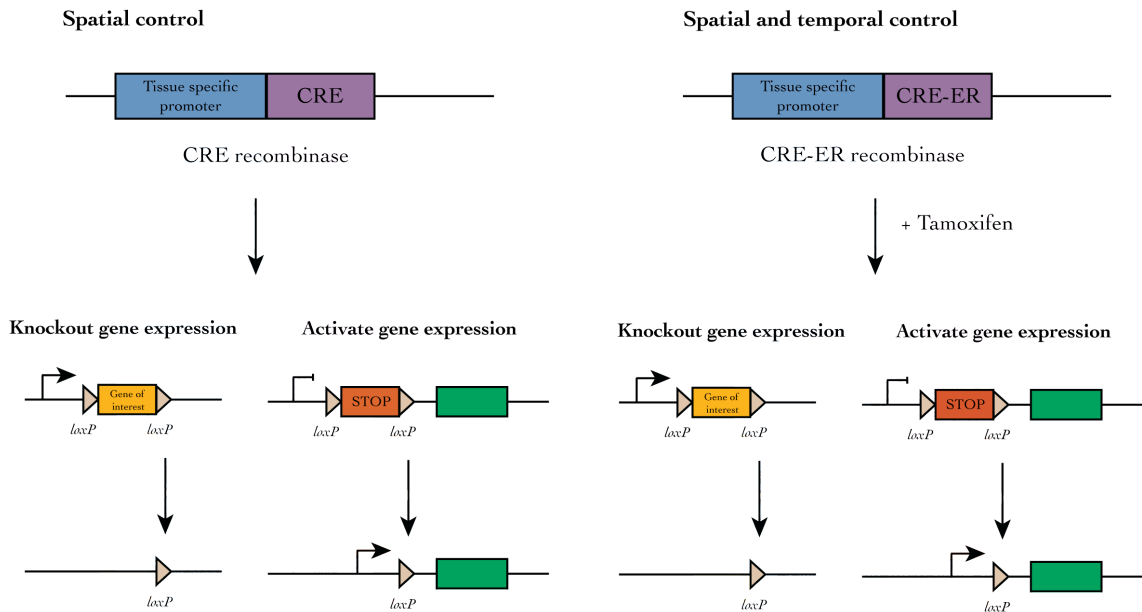 Spatial control
Spatial and temporal control
Tissue specific
promoter
CRE
Tissue specific
promoter
CRE-ER
CRE recombinase
CRE-ER recombinase
+ Tamoxifen
Knockout gene expression
Activate gene expression
Knockout gene expression
Activate gene expression
Gene of
interest
STOP
Gene of
interest
STOP
loxP
loxP
loxP
loxP
loxP
loxP
loxP
loxP
loxP
loxP
loxP
loxP